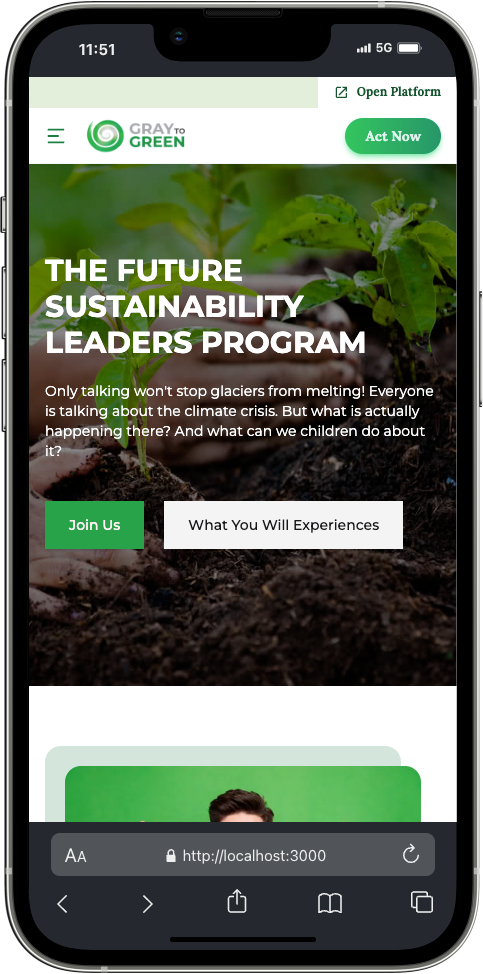 11:51
5G
Open Platform
GRAY TO
GREEN
Act Now
THE FUTURE
SUSTAINABILITY
LEADERS PROGRAM
Only talking won't stop glaciers from melting! Everyone
is talking about the climate crisis. But what is actually
happening there? And what can we children do about
it?
Join Us
What You Will Experiences
AA
http://localhost:3000